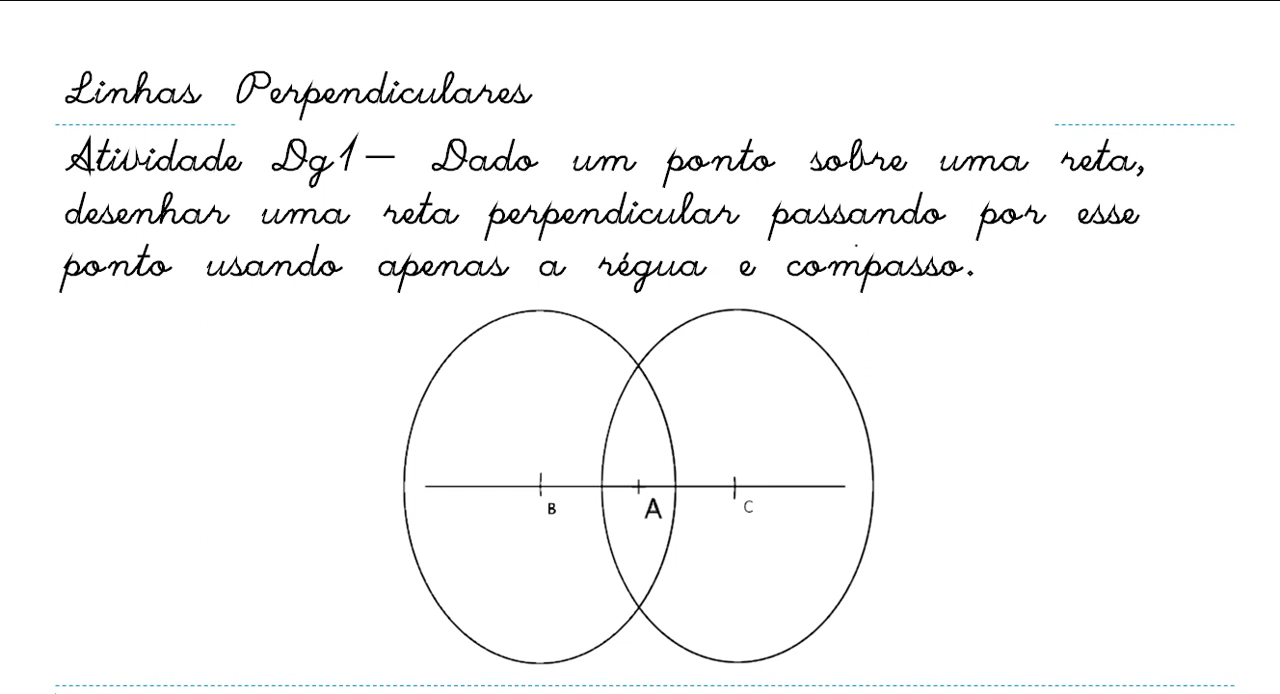 Linhas Perpendiculares
Atividade Dg1— Dado um ponto sobre uma reta,
desenhar uma reta perpendicular passando por esse
ponto usando apenas a régua e compasso.
B A C